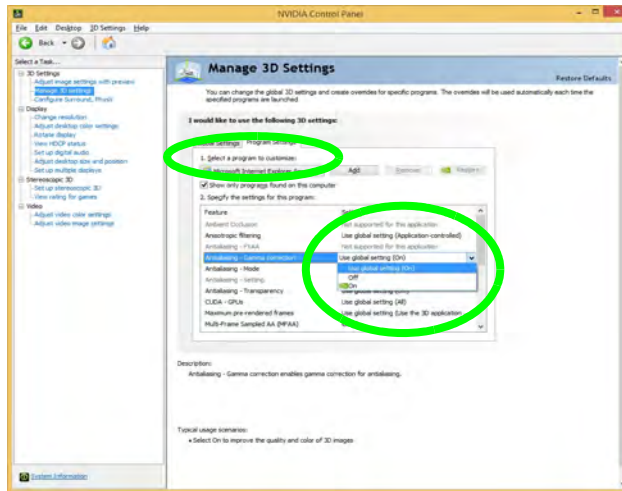 NVIDIA Control Panel
File Edit Desktop 3D Settings Help
Back
Select a Task...
3D Settings
Adjust image settings with preview
Manage 3D settings
Configure Surround, PhysX
Display
Change resolution
Adjust desktop color settings
Rotate display
View HDCP status
Set up digital audio
Adjust desktop size and position
Set up multiple displays
Stereoscopic 3D
Set up stereoscopic 3D
View rating for games
Video
Adjust video color settings
Adjust video image settings
System Information
Manage 3D Settings
Restore Defaults
You can change the global 3D settings and create overrides for specific programs. The overrides will be used automatically each time the
specified programs are launched.
I would like to use the following 3D settings:
Settings Program Settings
1. Select a program to customize:
Microsoft Internet Explorer Add Remove Restore
Show only programs found on this computer
2. Specify the settings for this program:
Feature
Ambient Occlusion Not supported for this application
Anisotropic filtering Use global setting (Application-controlled)
Antialiasing - FXAA Not supported for this application
Antialiasing - Gamma correction Use global setting (On)
Antialiasing - Mode Use global setting (On)
Antialiasing - Setting Off
On
Antialiasing - Transparency Use global setting
CUDA - GPUs Use global setting (All)
Maximum pre-rendered frames Use global setting (Use the 3D application
Multi-Frame Sampled AA (MFAA)
Description:
Antialiasing - Gamma correction enables gamma correction for antialiasing.
Typical usage scenarios:
• Select On to improve the quality and color of 3D images